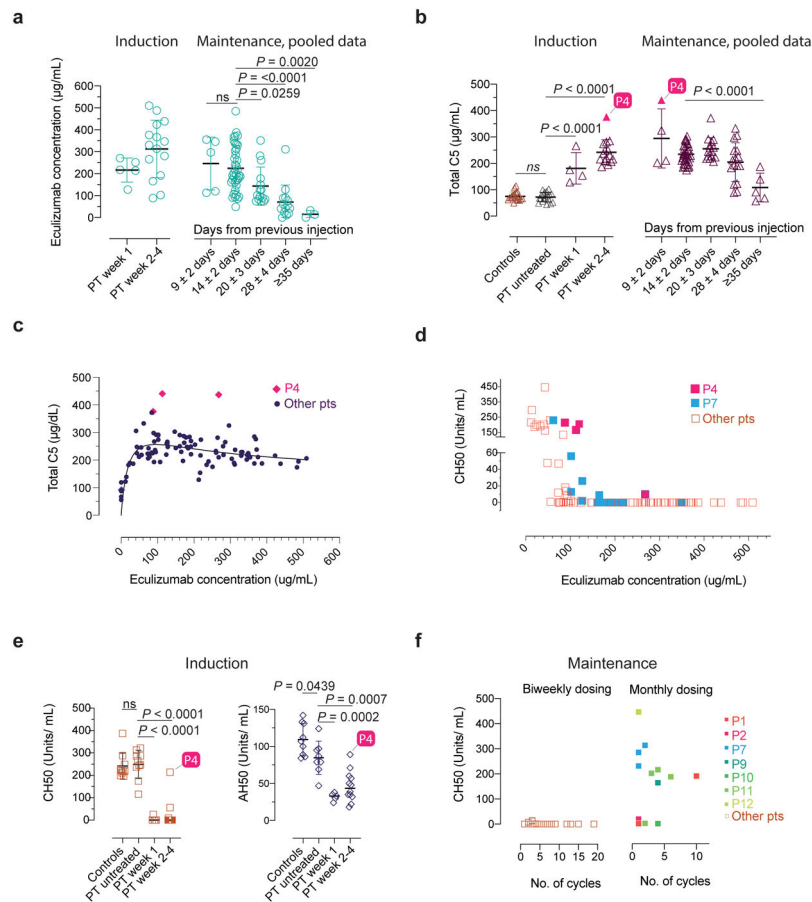 a
Induction
Maintenance, pooled data
P = 0.0020
P = <0.0001
ns
P = 0.0259
Eculizumab concentration (µg/mL)
600
500
400
300
200
100
0
Days from previous injection
PT week 1
PT week 2-4
9 ± 2 days
14 ± 2 days
20 ± 3 days
28 ± 4 days
≥35 days
b
Induction
Maintenance, pooled data
P < 0.0001
P4
P4
P < 0.0001
P < 0.0001
ns
Total C5 (µg/mL)
500
400
300
200
100
0
Days from previous injection
Controls
PT untreated
PT week 1
PT week 2-4
9 ± 2 days
14 ± 2 days
20 ± 3 days
28 ± 4 days
≥35 days
c
Total C5 (µg/dL)
500
400
300
200
100
0
P4
Other pts
0
100
200
300
400
500
600
Eculizumab concentration (ug/mL)
d
CH50 (Units/ mL)
450
350
250
150
60
40
20
0
P4
P7
Other pts
0
100
200
300
400
500
Eculizumab concentration (ug/mL)
e
Induction
CH50 (Units/ mL)
500
400
300
200
100
0
ns
P < 0.0001
P < 0.0001
P4
Controls
PT untreated
PT week 1
PT week 2-4
AH50 (Units/ mL)
150
100
50
0
P = 0.0439
P = 0.0007
P = 0.0002
P4
Controls
PT untreated
PT week 1
PT week 2-4
f
Maintenance
Biweekly dosing
Monthly dosing
CH50 (Units/ mL)
500
400
300
200
100
0
0
5
10
15
20
No. of cycles
0
5
10
No. of cycles
P1
P2
P7
P9
P10
P11
P12
Other pts